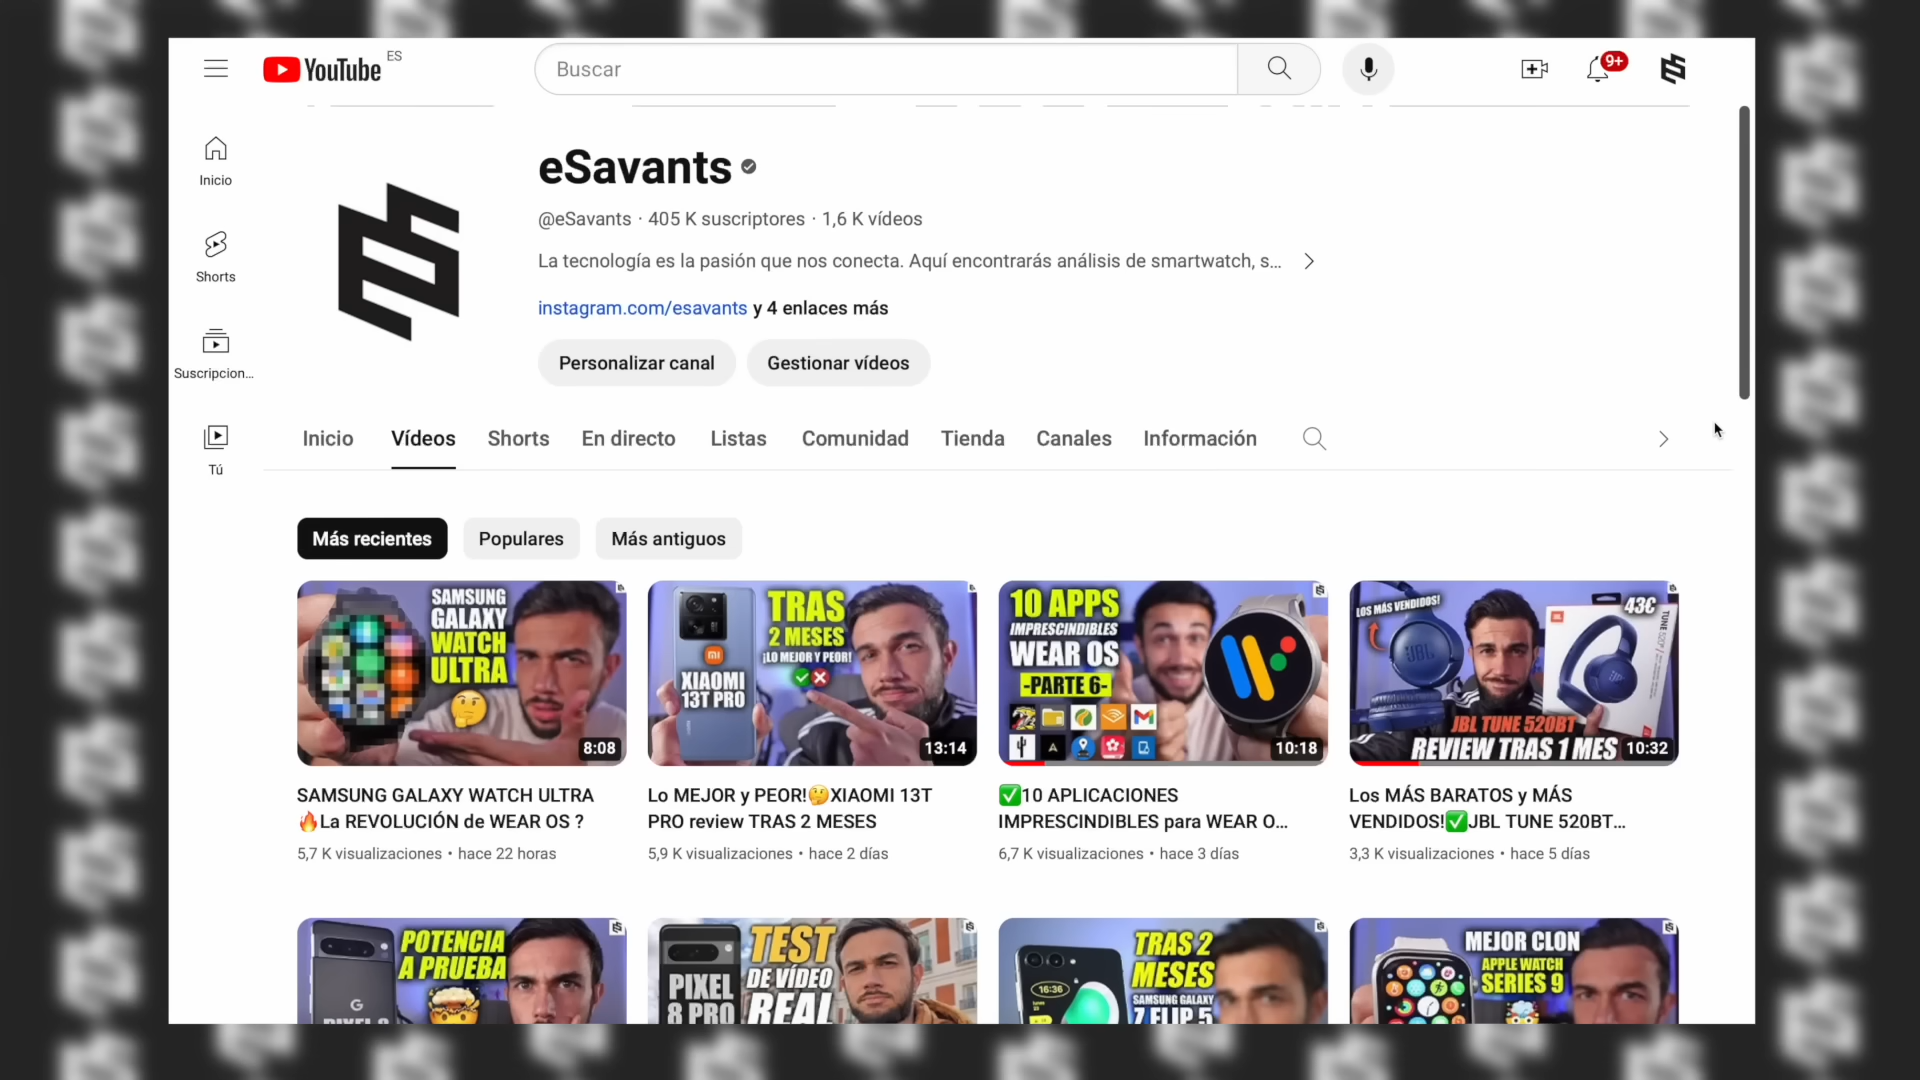 YouTube ES
Buscar
9+
Inicio
Shorts
Suscripcion...
Tú
eSavants
@eSavants · 405 K suscriptores · 1,6 K vídeos
La tecnología es la pasión que nos conecta. Aquí encontrarás análisis de smartwatch, s...
instagram.com/esavants y 4 enlaces más
Personalizar canal
Gestionar vídeos
Inicio Vídeos Shorts En directo Listas Comunidad Tienda Canales Información
Más recientes Populares Más antiguos
SAMSUNG
GALAXY
WATCH
ULTRA
8:08
TRAS
2 MESES
¡LO MEJOR Y PEOR!
XIAOMI
13T PRO
13:14
10 APPS
IMPRESCINDIBLES
WEAR OS
-PARTE 6-
10:18
LOS MÁS VENDIDOS!
43€
JBL
TUNE 520BT
JBL TUNE 520BT
REVIEW TRAS 1 MES
10:32
SAMSUNG GALAXY WATCH ULTRA
🔥La REVOLUCIÓN de WEAR OS ?
5,7 K visualizaciones • hace 22 horas
Lo MEJOR y PEOR!🤔XIAOMI 13T
PRO review TRAS 2 MESES
5,9 K visualizaciones • hace 2 días
✅10 APLICACIONES
IMPRESCINDIBLES para WEAR O...
6,7 K visualizaciones • hace 3 días
Los MÁS BARATOS y MÁS
VENDIDOS!✅JBL TUNE 520BT...
3,3 K visualizaciones • hace 5 días
POTENCIA
A PRUEBA
G
TEST
DE VÍDEO
REAL
PIXEL
8 PRO
TRAS 2
MESES
SAMSUNG GALAXY
Z FLIP 5
16:36
MEJOR CLON
APPLE WATCH
SERIES 9